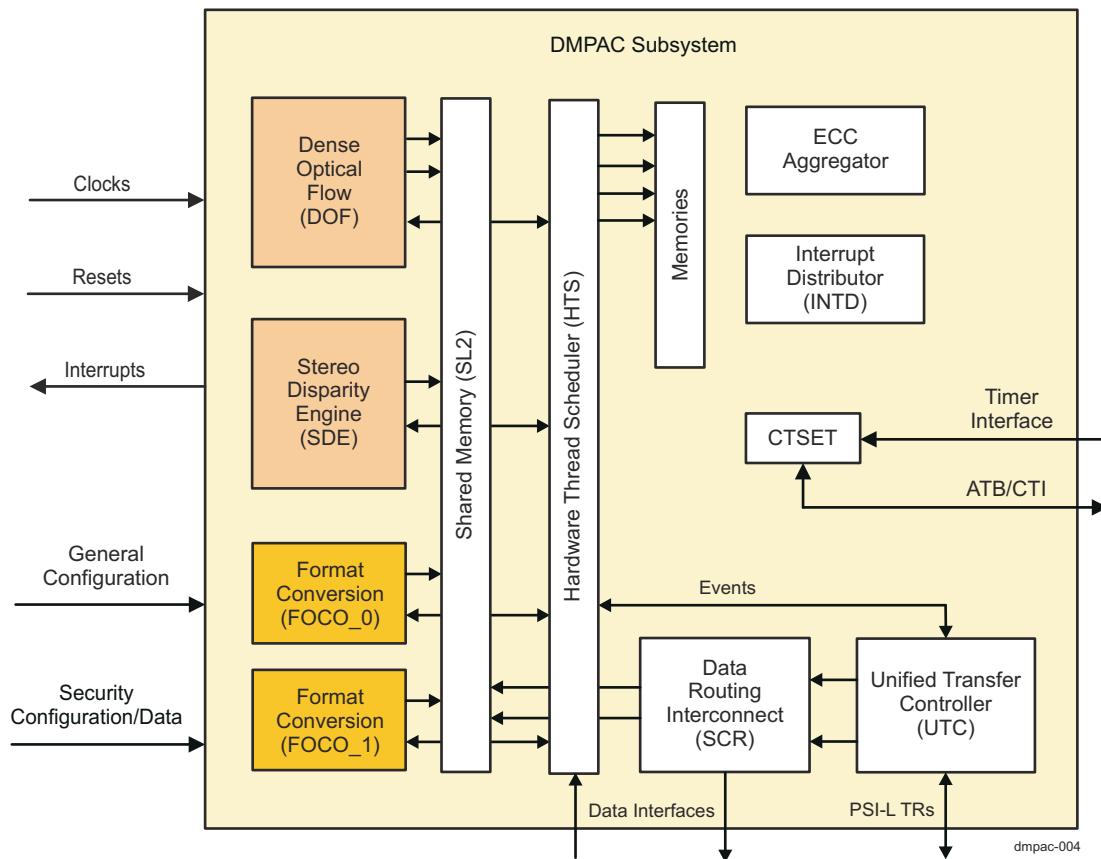 DMPAC Subsystem
Dense
Optical
Flow
(DOF)
Stereo
Disparity
Engine
(SDE)
Format
Conversion
(FOCO_0)
Format
Conversion
(FOCO_1)
Shared Memory (SL2)
Hardware Thread Scheduler (HTS)
Memories
ECC
Aggregator
Interrupt
Distributor
(INTD)
CTSET
Timer
Interface
ATB/CTI
Events
Data
Routing
Interconnect
(SCR)
Unified Transfer
Controller
(UTC)
Clocks
Resets
Interrupts
General
Configuration
Security
Configuration/Data
Data Interfaces
PSI-L TRs
dmpac-004